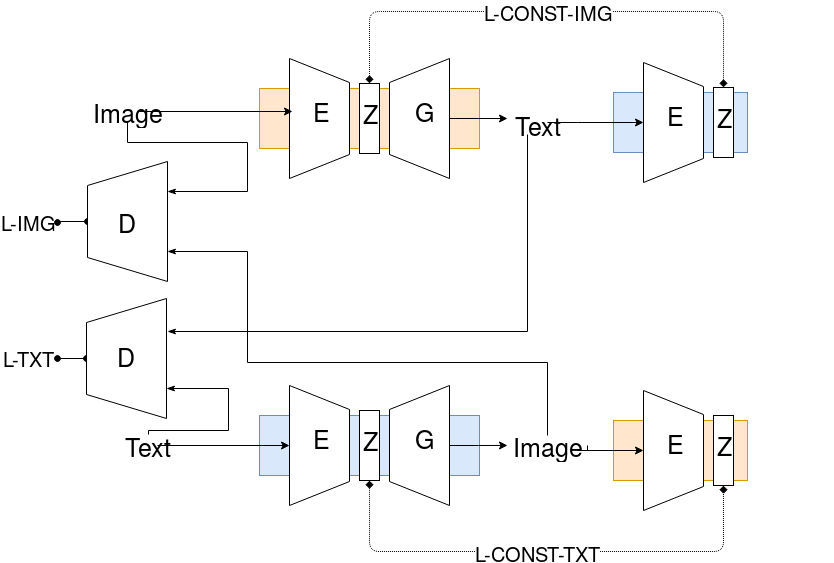 L-CONST-IMG
Image
E
Z
G
Text
E
Z
L-IMG
D
L-TXT
D
Text
E
Z
G
Image
E
Z
L-CONST-TXT